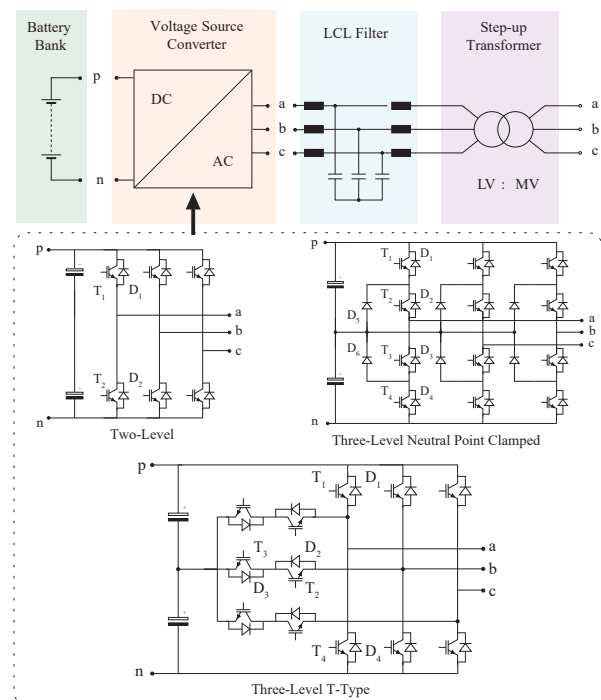 Battery
Bank
Voltage Source
Converter
LCL Filter
Step-up
Transformer
p
n
DC
AC
a
b
c
a
b
c
LV : MV
p
T1
D1
T2
D2
a
b
c
n
Two-Level
p
T1
D1
T2
D2
D5
D6
T3
D3
T4
D4
a
b
c
n
Three-Level Neutral Point Clamped
p
T1
D1
T3
D2
D3
T2
a
b
c
T4
D4
n
Three-Level T-Type